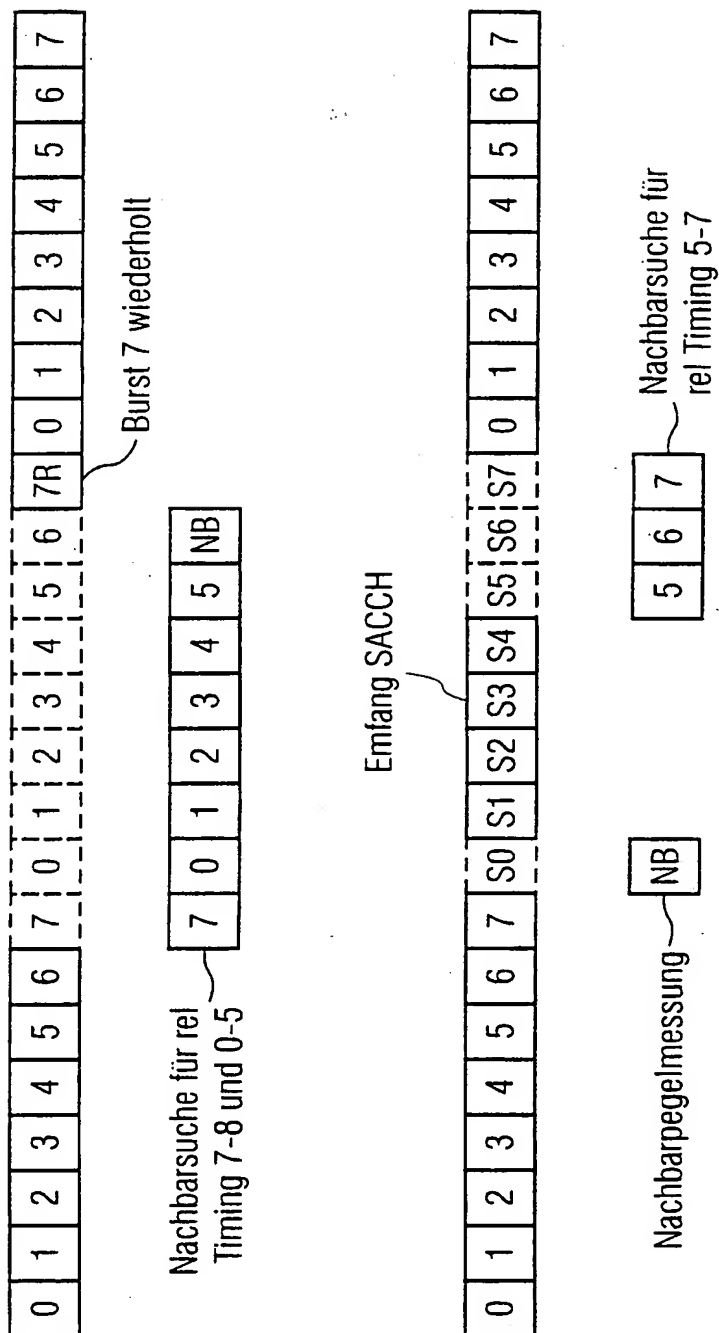 0 1 2 3 4 5 6 7 0 1 2 3 4 5 6 7R 0 1 2 3 4 5 6 7
Burst 7 wiederholt
7 0 1 2 3 4 5 NB
Nachbarsuche für rel
Timing 7-8 und 0-5
Emfang SACCH
0 1 2 3 4 5 6 7 S0 S1 S2 S3 S4 S5 S6 S7 0 1 2 3 4 5 6 7
NB 5 6 7
Nachbarpegelmessung
Nachbarsuche für
rel Timing 5-7